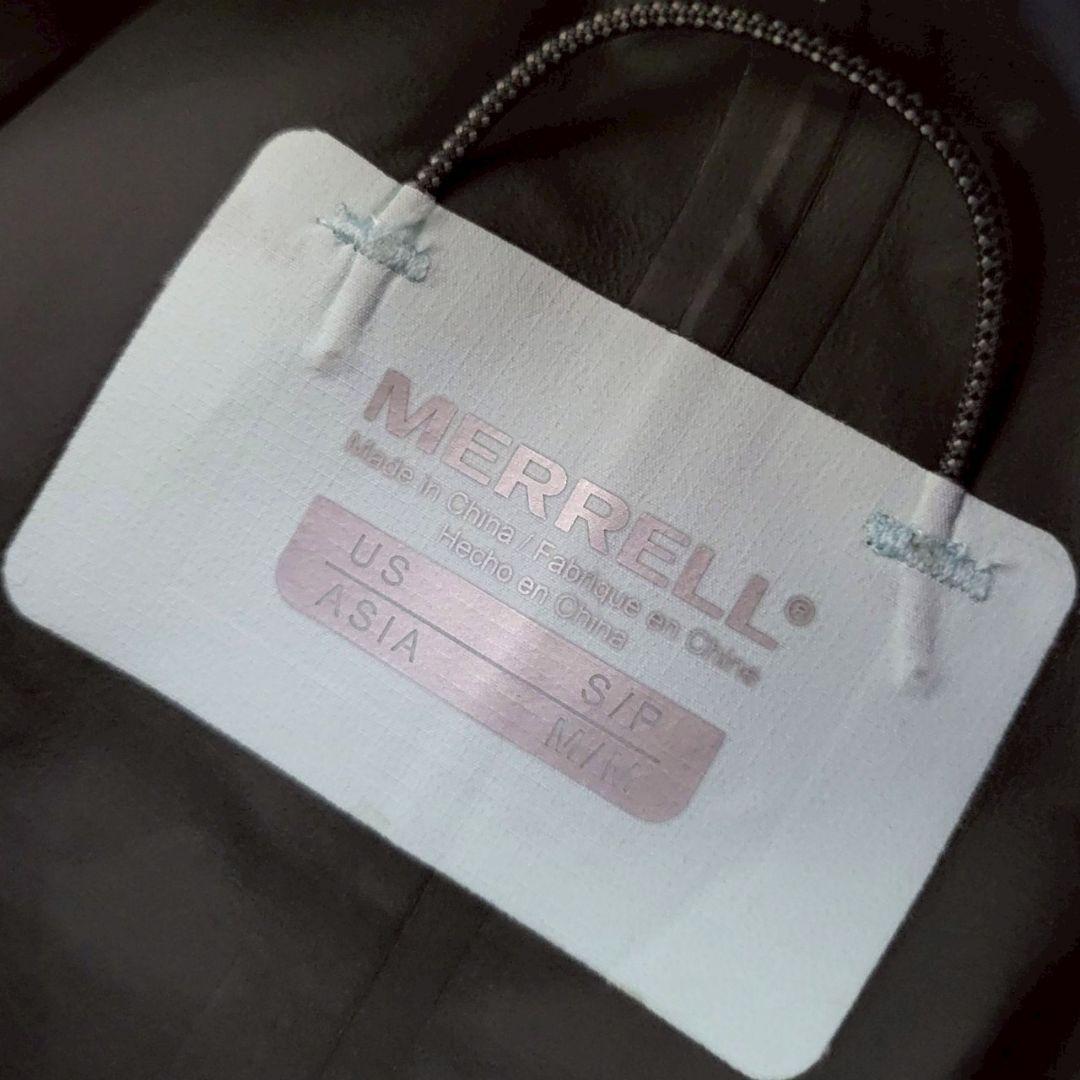 MERRELL®
Made in China / Fabrique en Chine
Hecho en China
US S/P
ASIA M/M